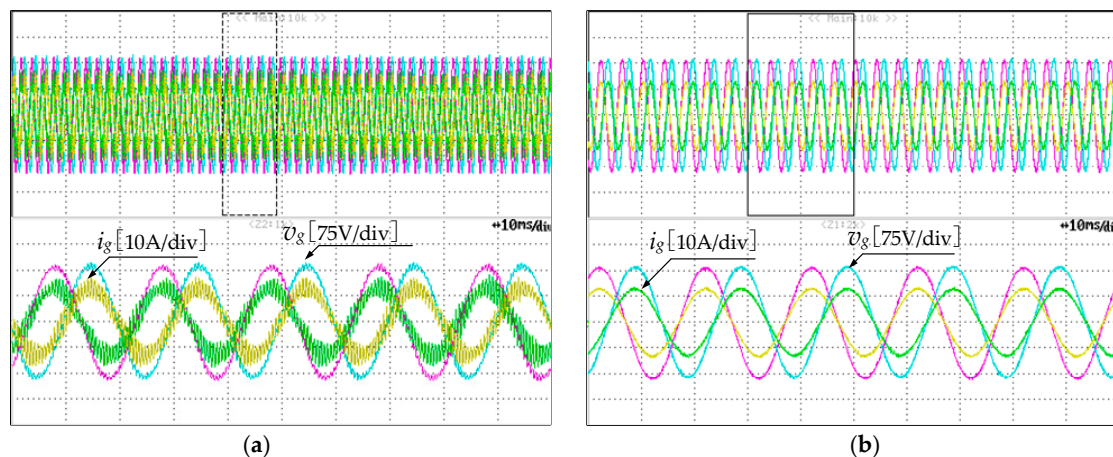 << Main:10k >>
<< Main:10k >>
10ms/div
10ms/div
i_g [10A/div]
v_g [75V/div]
i_g [10A/div]
v_g [75V/div]
(a)
(b)